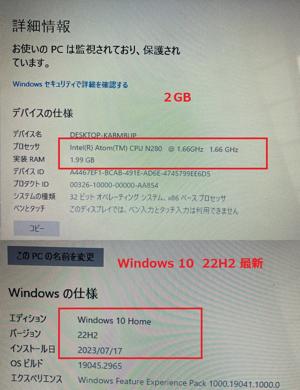 詳細情報
お使いの PC は監視されており、保護され
ています。
Windows セキュリティで詳細を確認する
2GB
デバイスの仕様
デバイス名 DESKTOP-KABM8UP
プロセッサ Intel(R) Atom(TM) CPU N280 @ 1.66GHz 1.66 GHz
実装 RAM 1.99 GB
デバイス ID A4467EF1-BCAB-491E-AD6E-4745799EE6D5
プロダクト ID 00326-10000-00000-AA854
システムの種類 32 ビット オペレーティング システム、x86 ベース プロセッサ
ペンとタッチ このディスプレイでは、ペン入力とタッチ入力は利用できません
コピー
この PC の名前を変更
Windows 10 22H2 最新
Windows の仕様
エディション Windows 10 Home
バージョン 22H2
インストール日 2023/07/17
OS ビルド 19045.2965
エクスペリエンス Windows Feature Experience Pack 1000.19041.1000.0